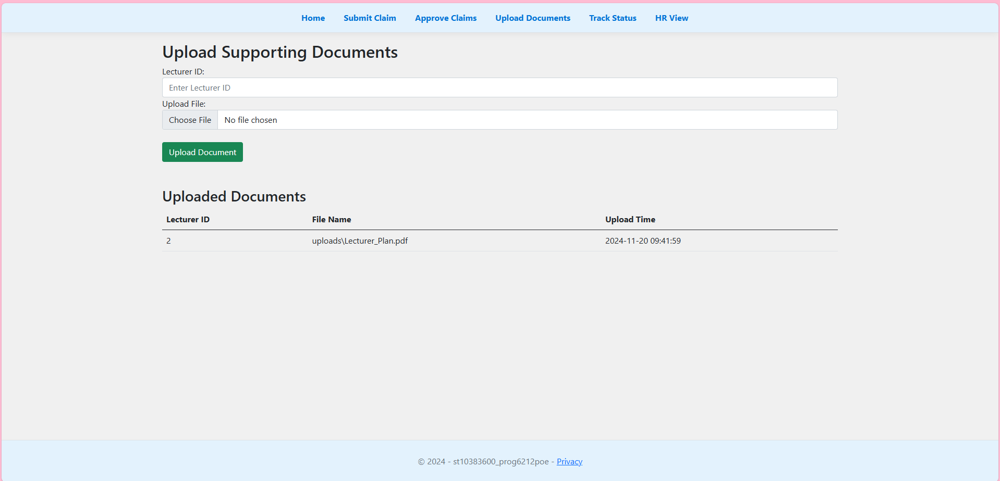 Home Submit Claim Approve Claims Upload Documents Track Status HR View
Upload Supporting Documents
Lecturer ID:
Enter Lecturer ID
Upload File:
Choose File No file chosen
Upload Document
Uploaded Documents
Lecturer ID File Name Upload Time
2 uploads\Lecturer_Plan.pdf 2024-11-20 09:41:59
© 2024 - st10383600_prog6212poe - Privacy